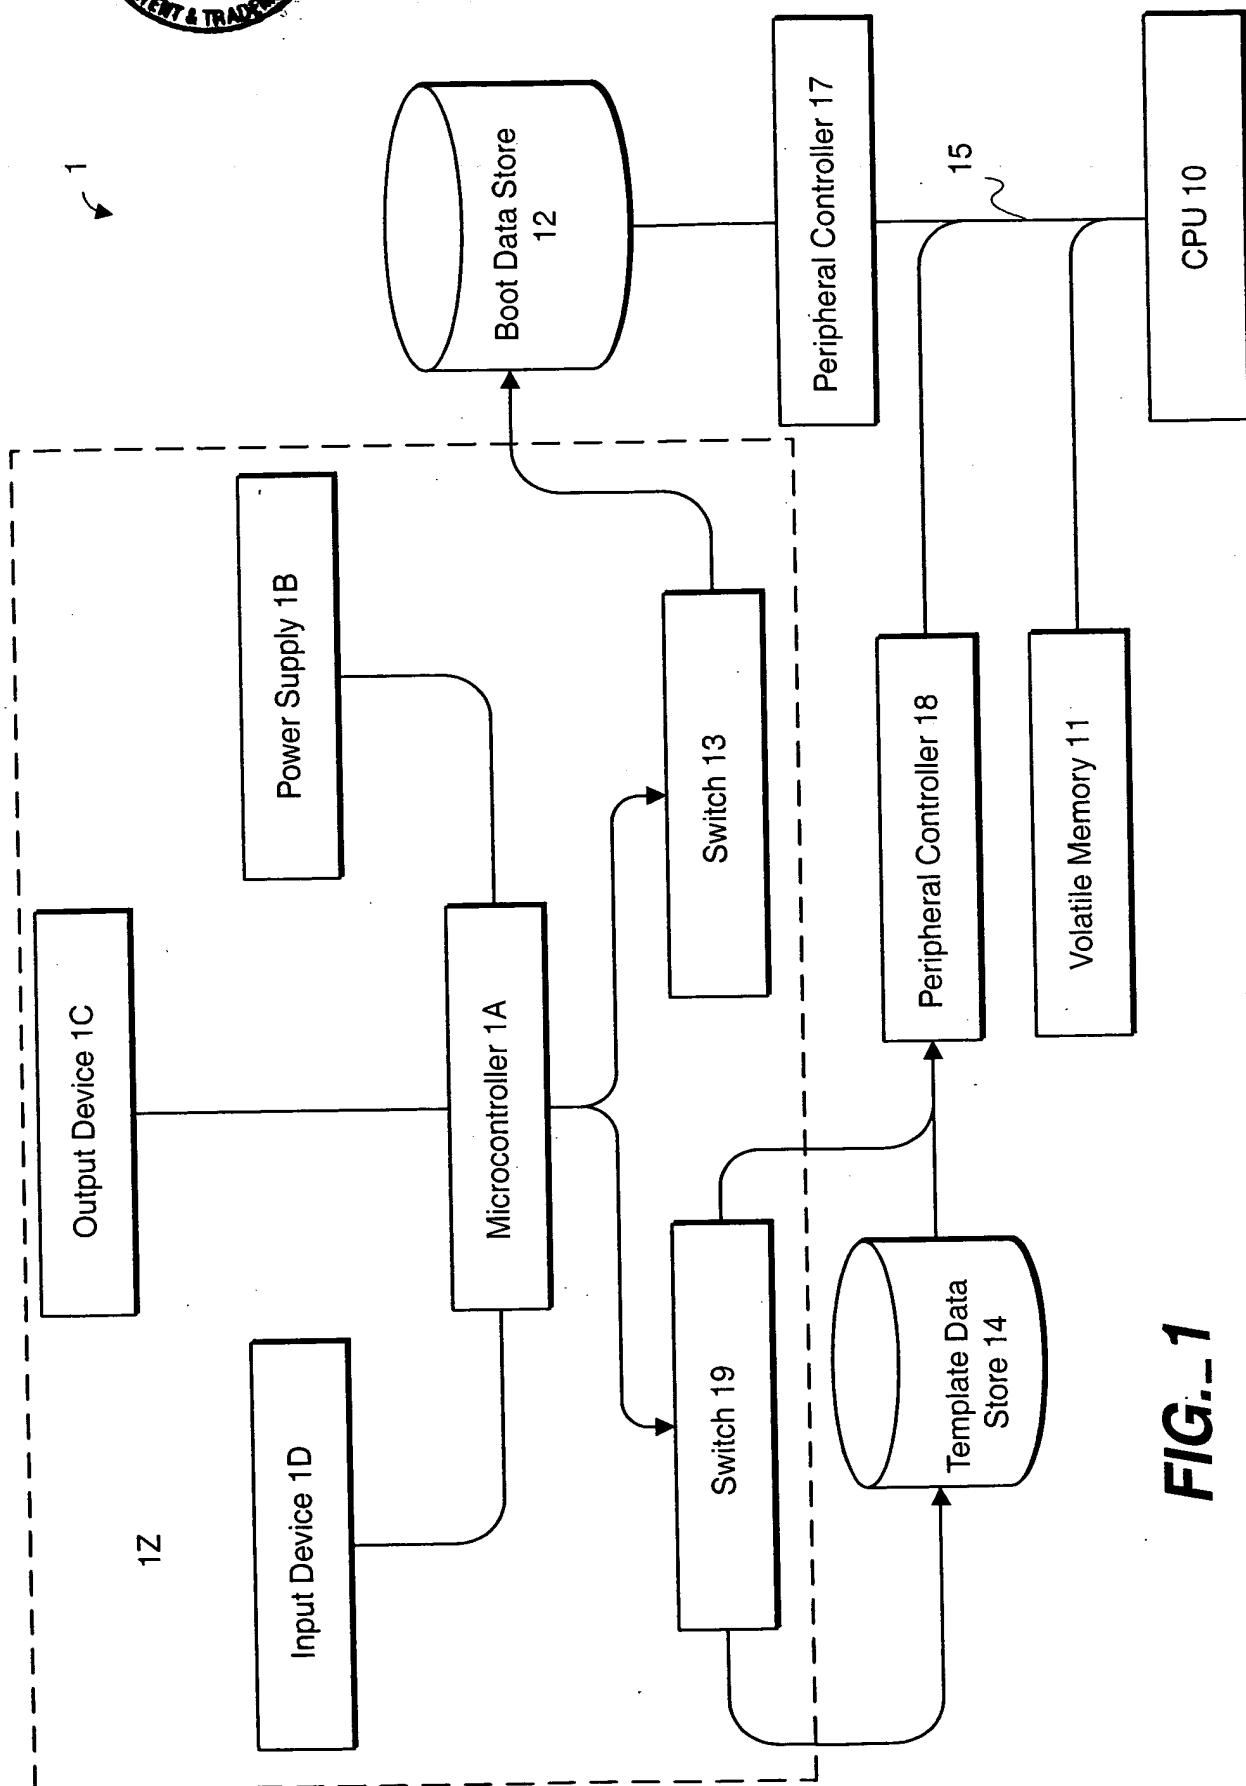 ENT & TRADEM
1
1Z
Output Device 1C
Input Device 1D
Power Supply 1B
Microcontroller 1A
Switch 19
Switch 13
Boot Data Store
12
Template Data
Store 14
Peripheral Controller 17
Peripheral Controller 18
15
Volatile Memory 11
CPU 10
FIG._1